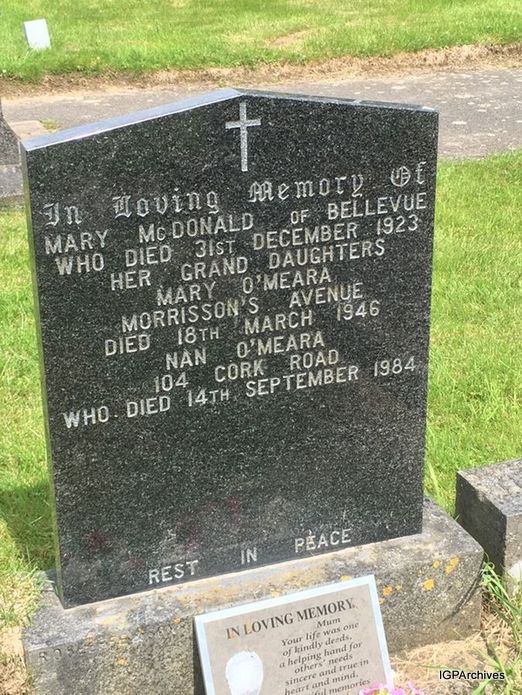 In Loving Memory Of
MARY McDONALD OF BELLEVUE
WHO DIED 31ST DECEMBER 1923
HER GRAND DAUGHTERS
MARY O'MEARA
MORRISSON'S AVENUE
DIED 18TH MARCH 1946
NAN O'MEARA
104 CORK ROAD
WHO DIED 14TH SEPTEMBER 1984
REST IN PEACE
IN LOVING MEMORY
Mum
Your life was one
of kindly deeds,
a helping hand for
others' needs
sincere and true in
heart and mind,
memories
IGPArchives